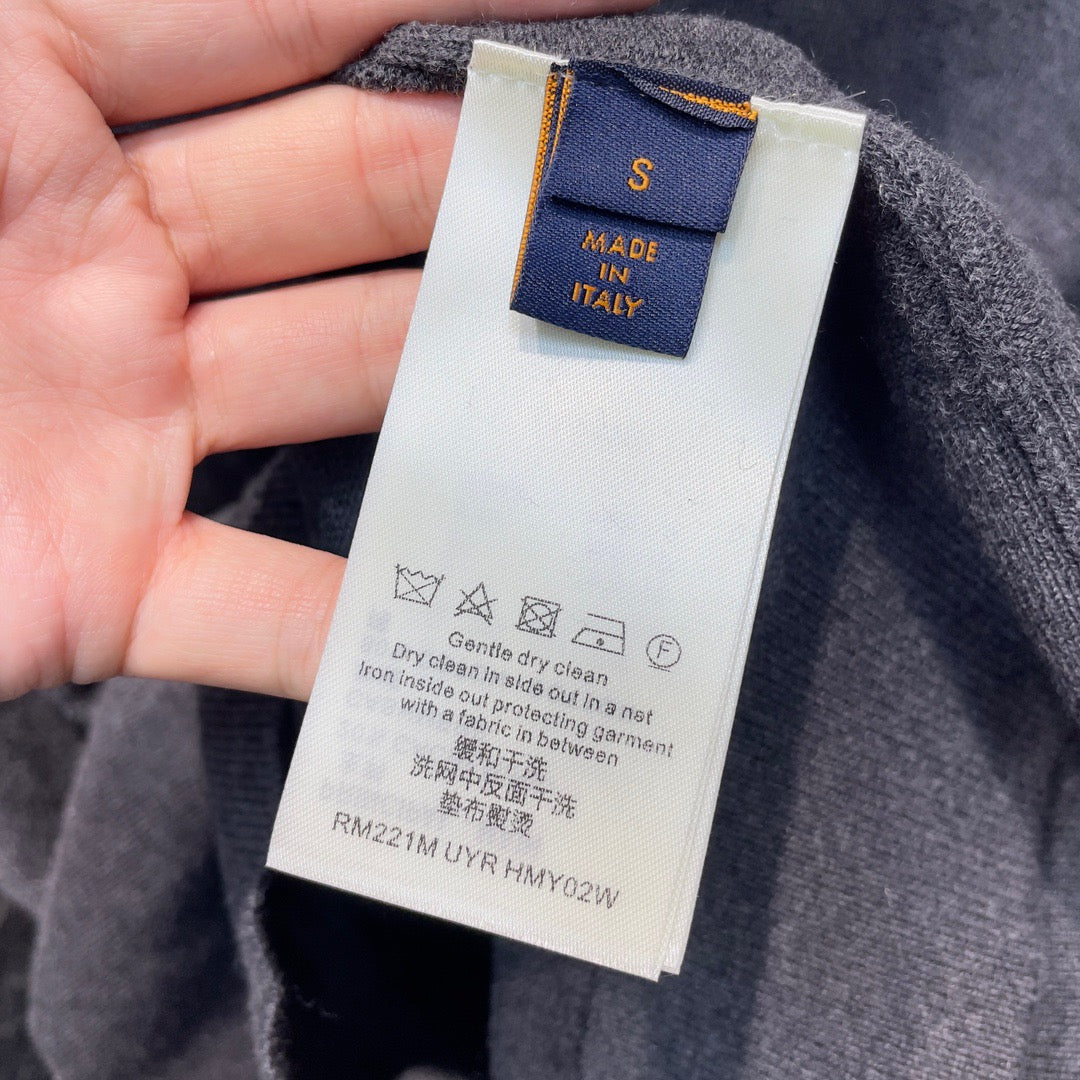 S
MADE
IN
ITALY
F
Gentle dry clean
Dry clean in side out in a net
Iron inside out protecting garment
with a fabric in between
缓和干洗
洗网中反面干洗
垫布熨烫
RM221M UYR HMY02W